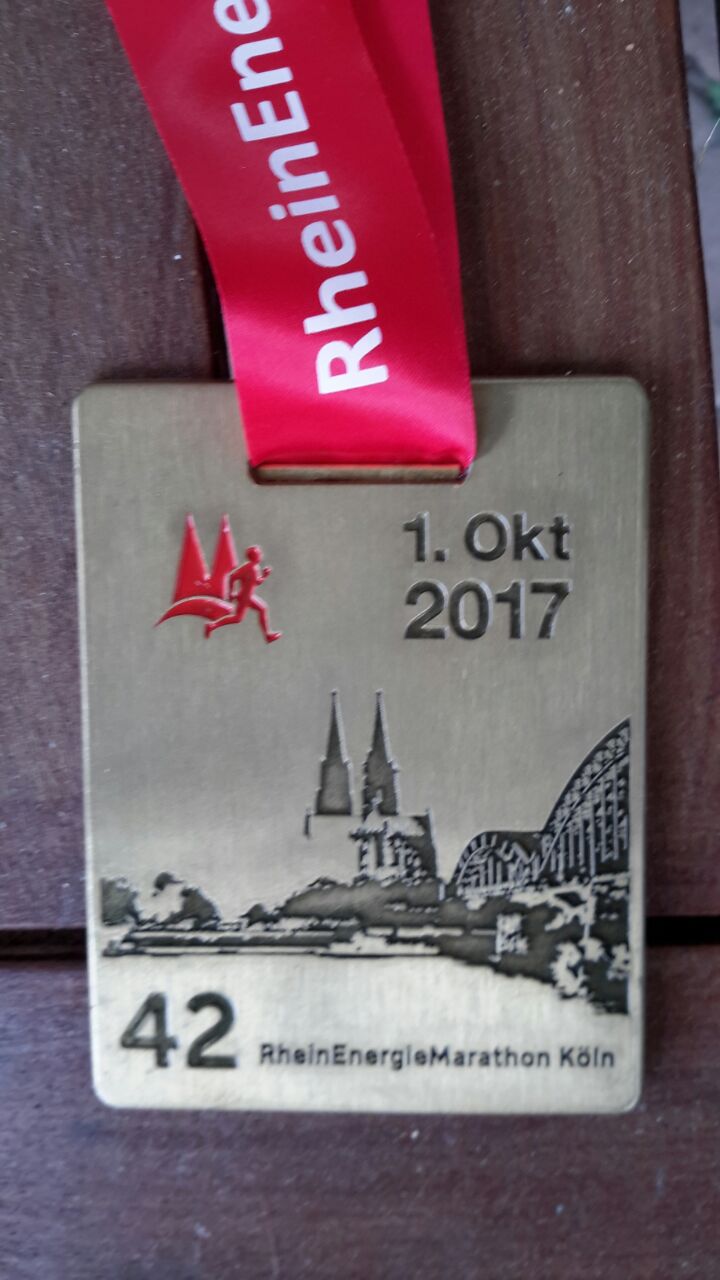 RheinEne
1. Okt
2017
42
RheinEnergieMarathon Köln